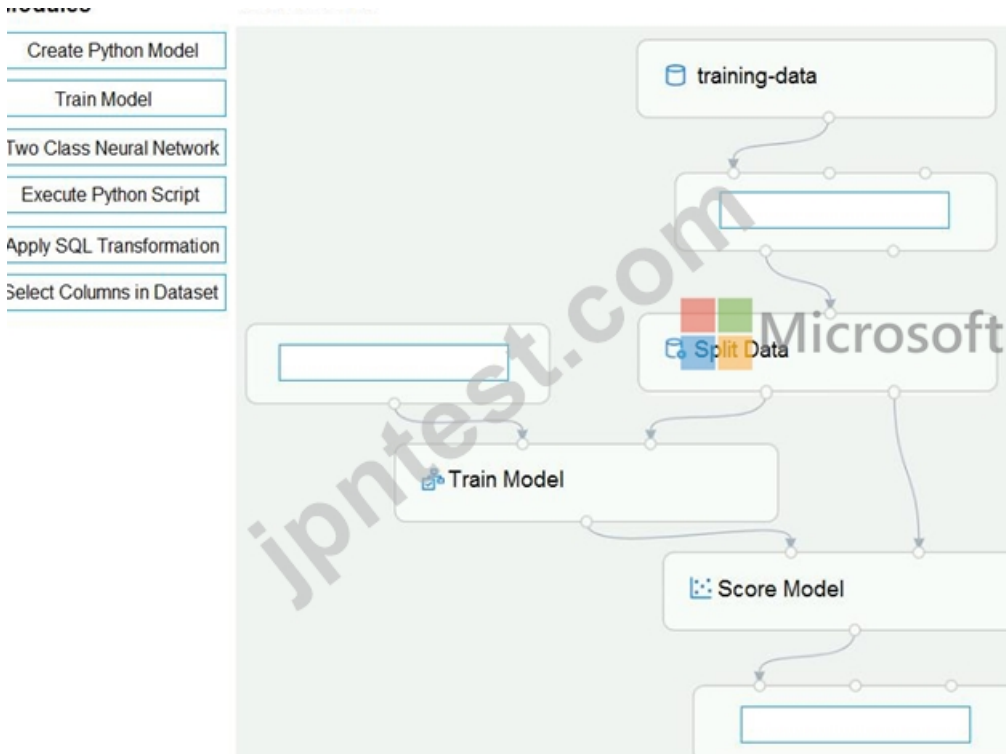 Create Python Model
Train Model
Two Class Neural Network
Execute Python Script
Apply SQL Transformation
Select Columns in Dataset
training-data
Split Data
Microsoft
Train Model
Score Model
jpntest.com